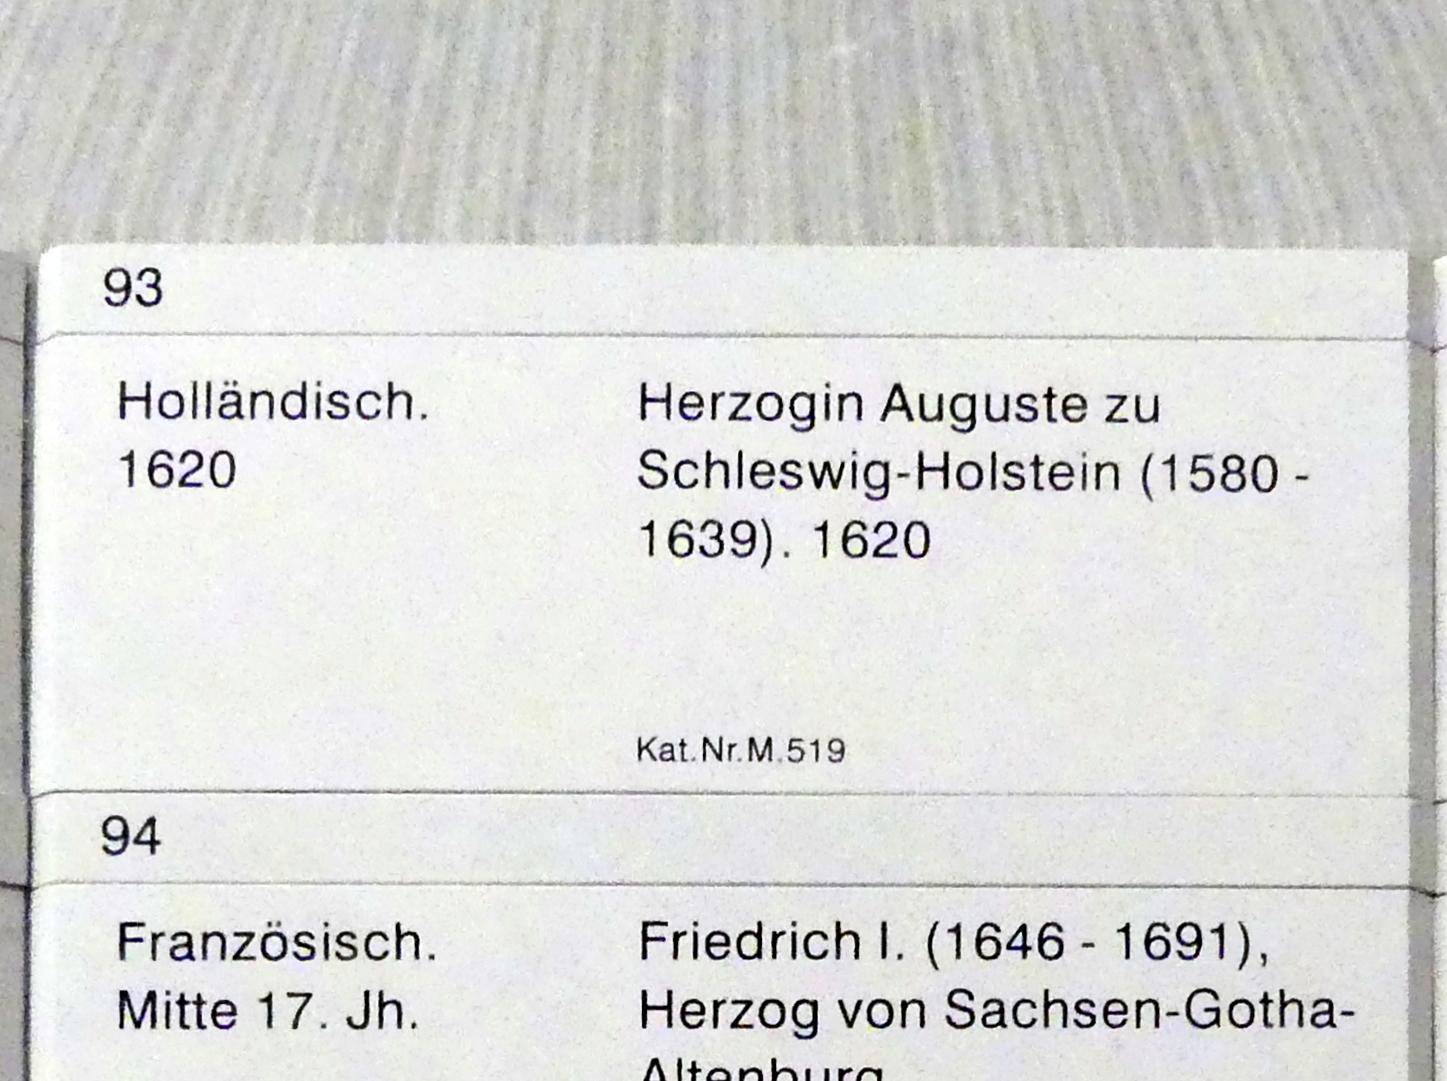 93
Holländisch.
1620
Herzogin Auguste zu
Schleswig-Holstein (1580 -
1639). 1620
Kat.Nr.M.519
94
Französisch.
Mitte 17. Jh.
Friedrich I. (1646 - 1691),
Herzog von Sachsen-Gotha-
Altenburg